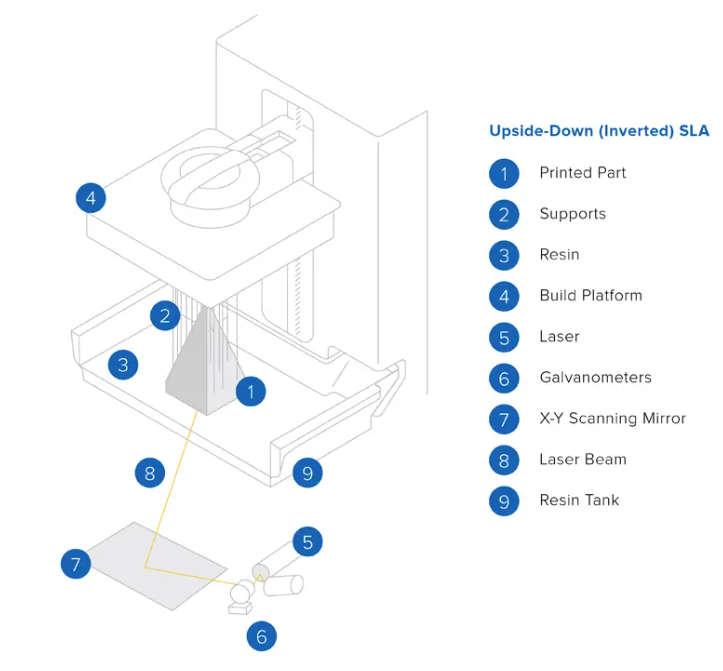 Upside-Down (Inverted) SLA
1 Printed Part
2 Supports
3 Resin
4 Build Platform
5 Laser
6 Galvanometers
7 X-Y Scanning Mirror
8 Laser Beam
9 Resin Tank
4
2
3
1
8
9
5
7
6